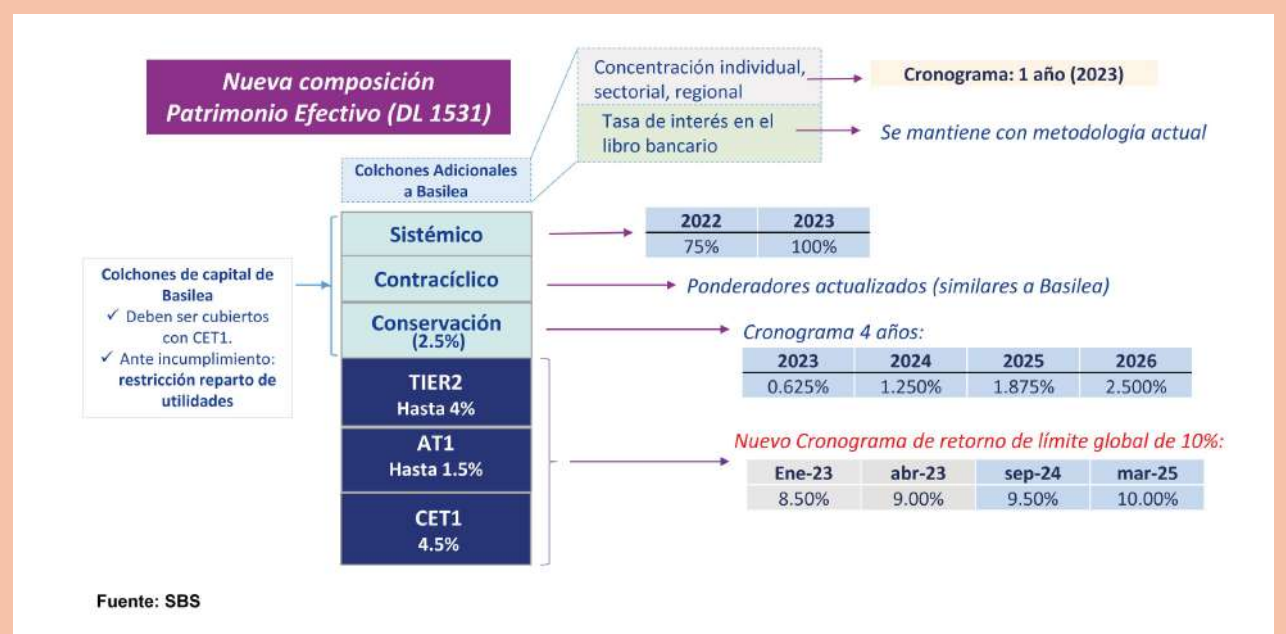 Nueva composición
Patrimonio Efectivo (DL 1531)
Concentración individual,
sectorial, regional
Cronograma: 1 año (2023)
Tasa de interés en el
libro bancario
Se mantiene con metodología actual
Colchones Adicionales
a Basilea
Sistémico
2022 2023
75% 100%
Colchones de capital de
Basilea
✓ Deben ser cubiertos
con CET1.
✓ Ante incumplimiento:
restricción reparto de
utilidades
Contracíclico
Ponderadores actualizados (similares a Basilea)
Conservación
(2.5%)
Cronograma 4 años:
2023 2024 2025 2026
0.625% 1.250% 1.875% 2.500%
TIER2
Hasta 4%
AT1
Hasta 1.5%
CET1
4.5%
Nuevo Cronograma de retorno de límite global de 10%:
Ene-23 abr-23 sep-24 mar-25
8.50% 9.00% 9.50% 10.00%
Fuente: SBS